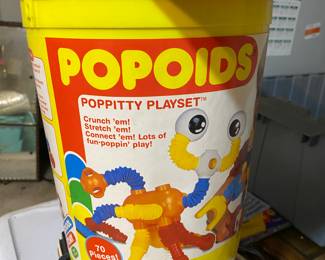 POPOIDS
POPPITTY PLAYSET™
Crunch 'em!
Stretch 'em!
Connect 'em! Lots of
fun-poppin' play!
70
Pieces!